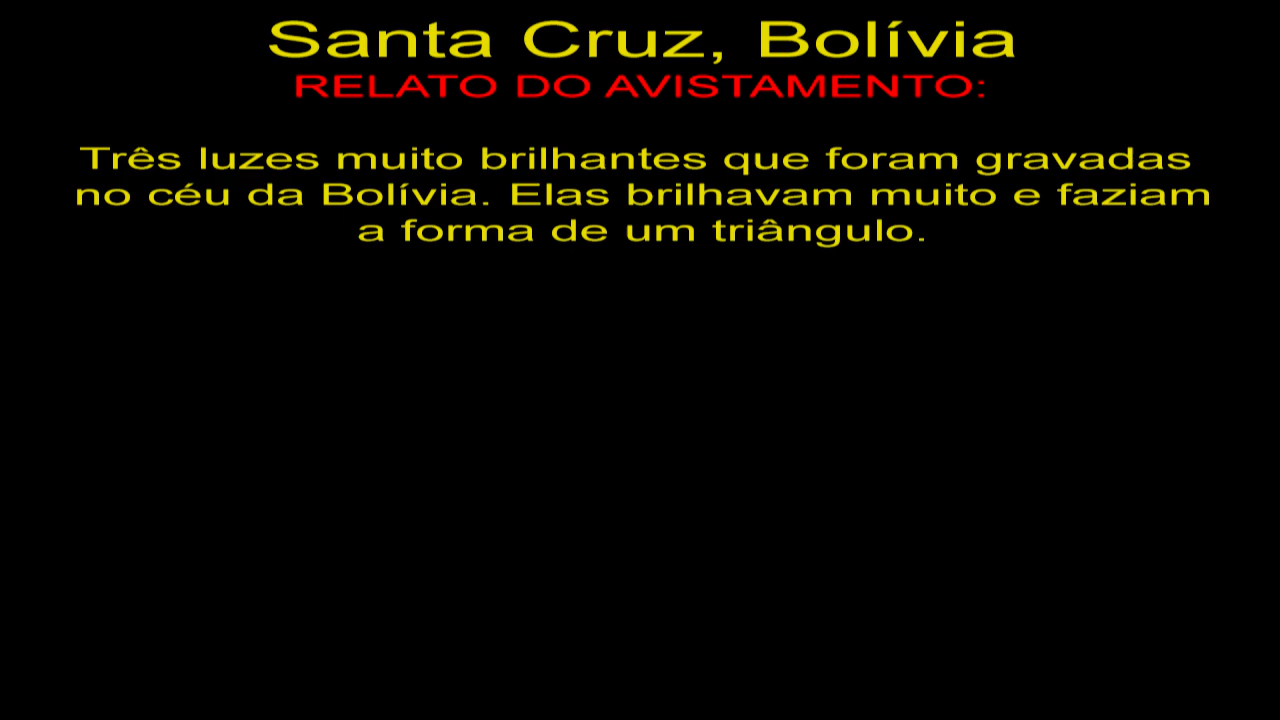 Santa Cruz, Bolívia
RELATO DO AVISTAMENTO:
Três luzes muito brilhantes que foram gravadas
no céu da Bolívia. Elas brilhavam muito e faziam
a forma de um triângulo.